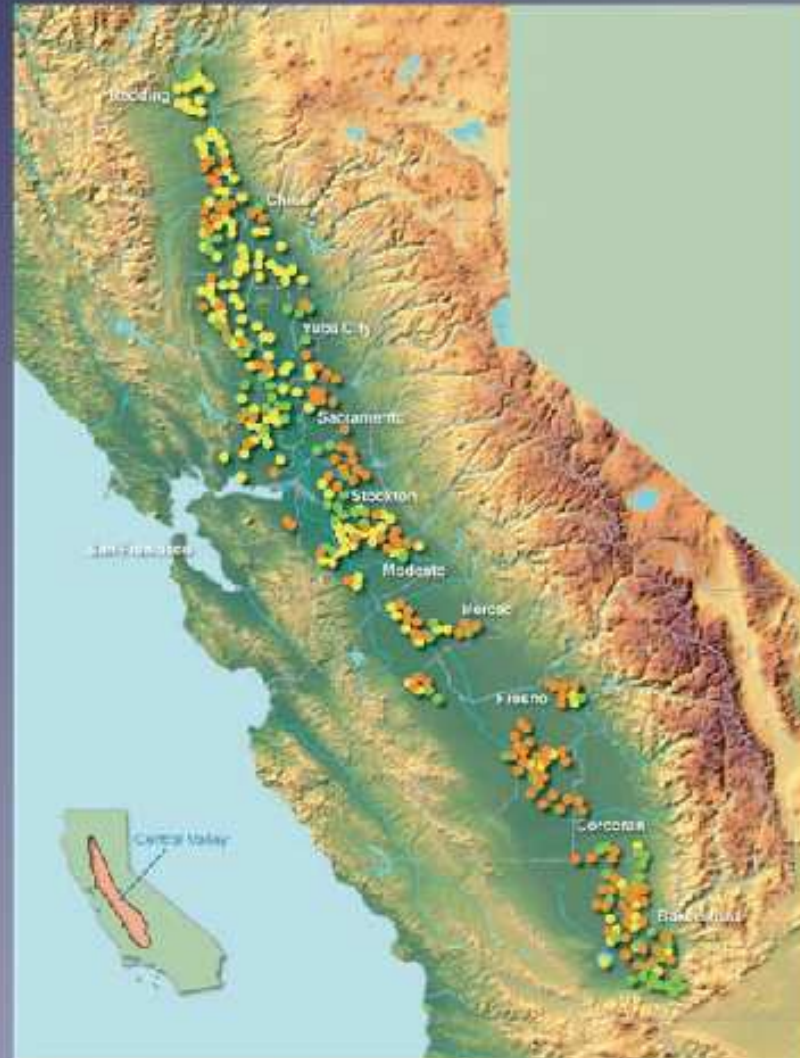 Redding
Chico
Yuba City
Sacramento
Stockton
San Francisco
Modesto
Merced
Fresno
Corcoran
Central Valley
Bakersfield